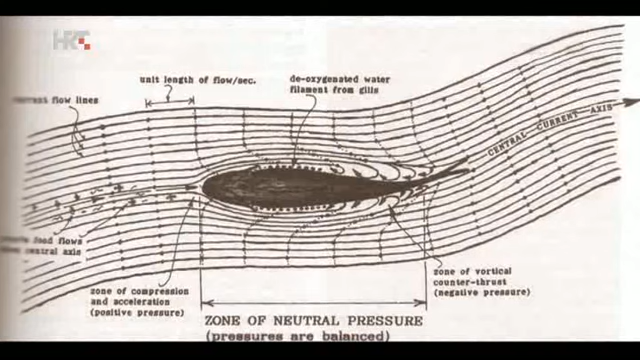 HRT
unit length of flow/sec.
de-oxygenated water
filament from gills
flow lines
CENTRAL CURRENT AXIS
food flows
central axis
zone of compression
and acceleration
(positive pressure)
zone of vortical
counter-thrust
(negative pressure)
ZONE OF NEUTRAL PRESSURE
(pressures are balanced)